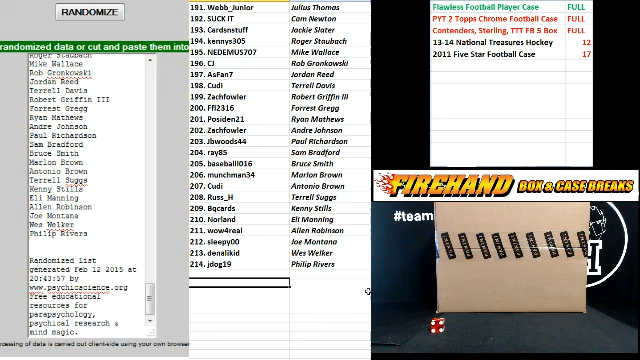 RANDOMIZE
randomized data or cut and paste them into
Roger Staubach
Mike Wallace
Rob Gronkowski
Jordan Reed
Terrell Davis
Robert Griffin III
Forrest Gregg
Ryan Mathews
Andre Johnson
Paul Richardson
Sam Bradford
Bruce Smith
Marlon Brown
Antonio Brown
Terrell Suggs
Kenny Stills
Eli Manning
Allen Robinson
Joe Montana
Wes Welker
Philip Rivers
Randomized list
generated Feb 12 2015 at
20:43:57 by
www.psychicscience.org
Free educational
resources for
parapsychology,
psychical research &
mind magic.
ocessing of data is carried out client-side using your own browser
191. Webb_Junior Julius Thomas
192. SUCK IT Cam Newton
193. Cardsnstuff Jackie Slater
194. kennys305 Roger Staubach
195. NEDEMUS707 Mike Wallace
196. CJ Rob Gronkowski
197. AsFan7 Jordan Reed
198. Cudi Terrell Davis
199. Zachfowler Robert Griffin III
200. Ffl2316 Forrest Gregg
201. Posiden21 Ryan Mathews
202. Zachfowler Andre Johnson
203. Jbwoods44 Paul Richardson
204. ray85 Sam Bradford
205. baseball016 Bruce Smith
206. munchman34 Marlon Brown
207. Cudi Antonio Brown
208. Russ_H Terrell Suggs
209. Bqcards Kenny Stills
210. Norland Eli Manning
211. wow4real Allen Robinson
212. sleepy00 Joe Montana
213. denalikid Wes Welker
214. jdog19 Philip Rivers
Flawless Football Player Case FULL
PYT 2 Topps Chrome Football Case FULL
Contenders, Sterling, TTT FB 5 Box FULL
13-14 National Treasures Hockey 12
2011 Five Star Football Case 17
FIREHAND BOX & CASE BREAKS
#team